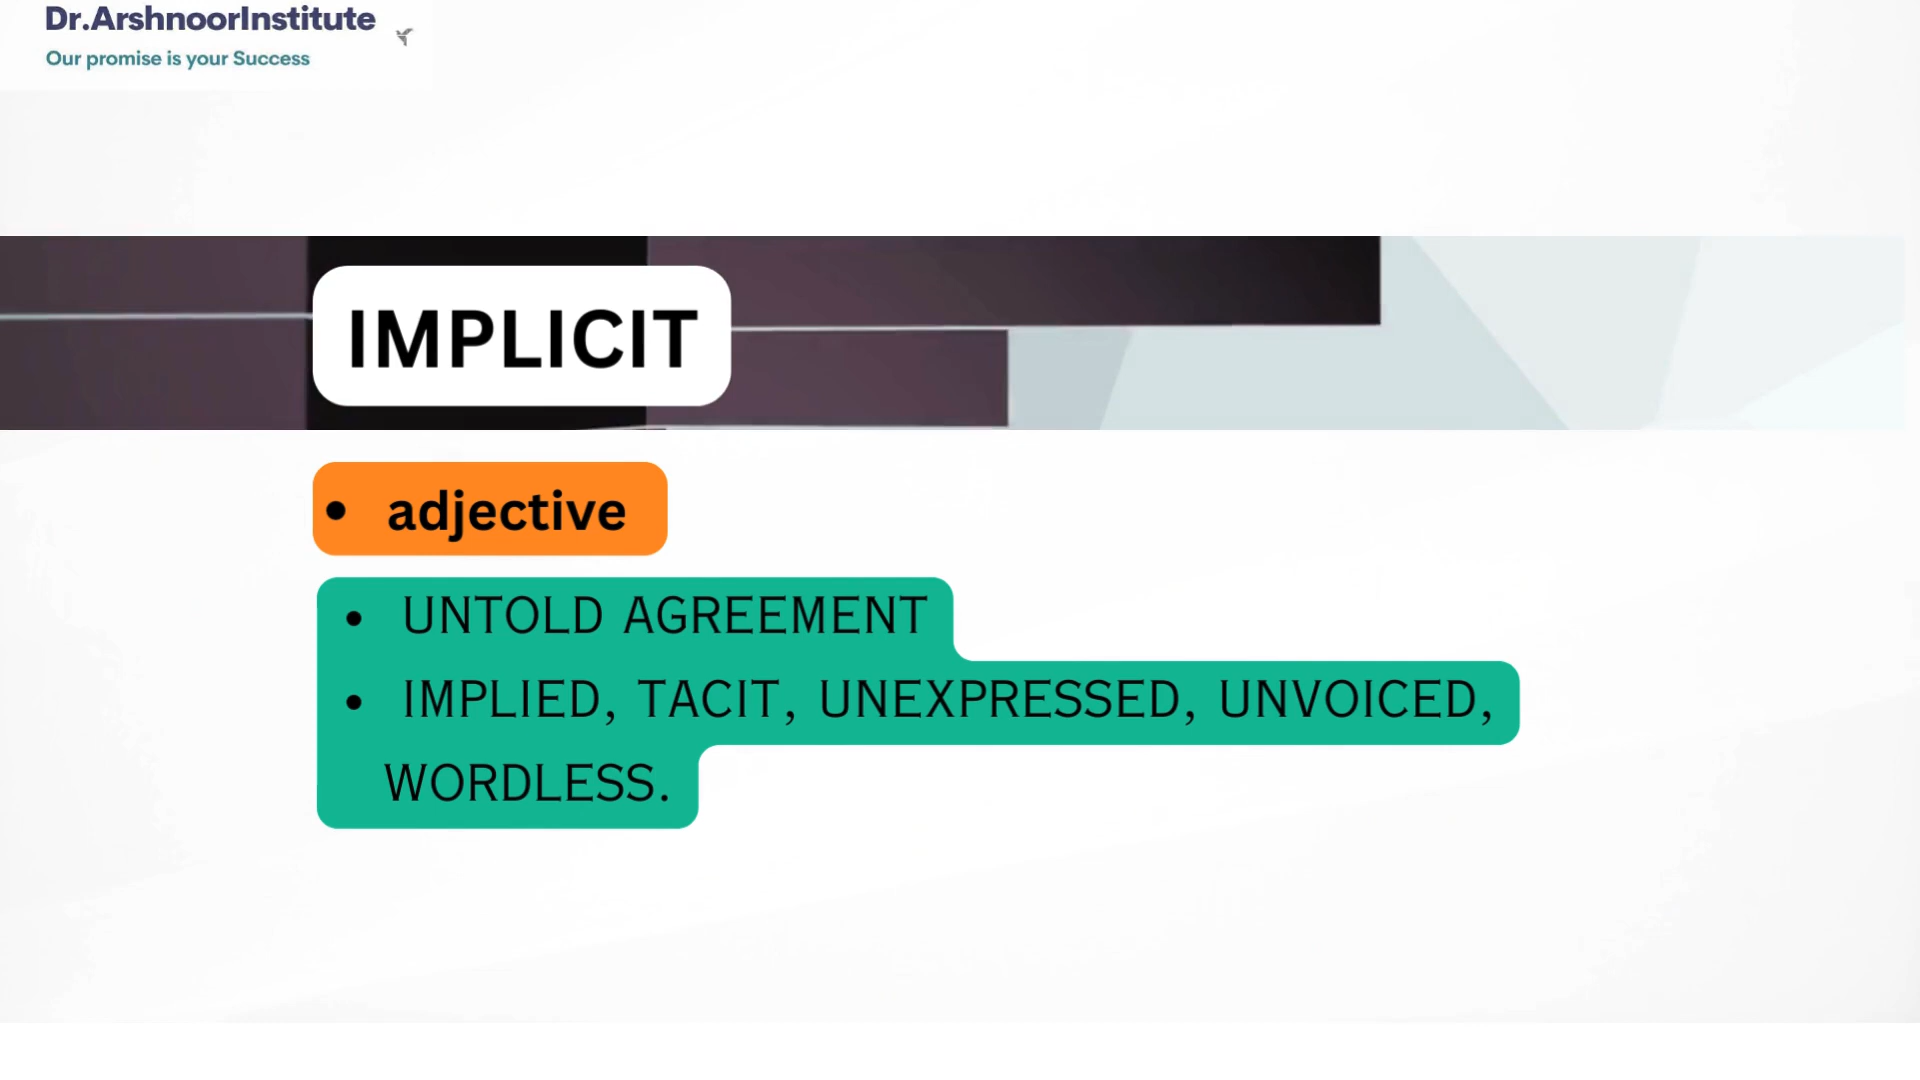 Dr.ArshnoorInstitute
Our promise is your Success
IMPLICIT
• adjective
• UNTOLD AGREEMENT
• IMPLIED, TACIT, UNEXPRESSED, UNVOICED,
WORDLESS.